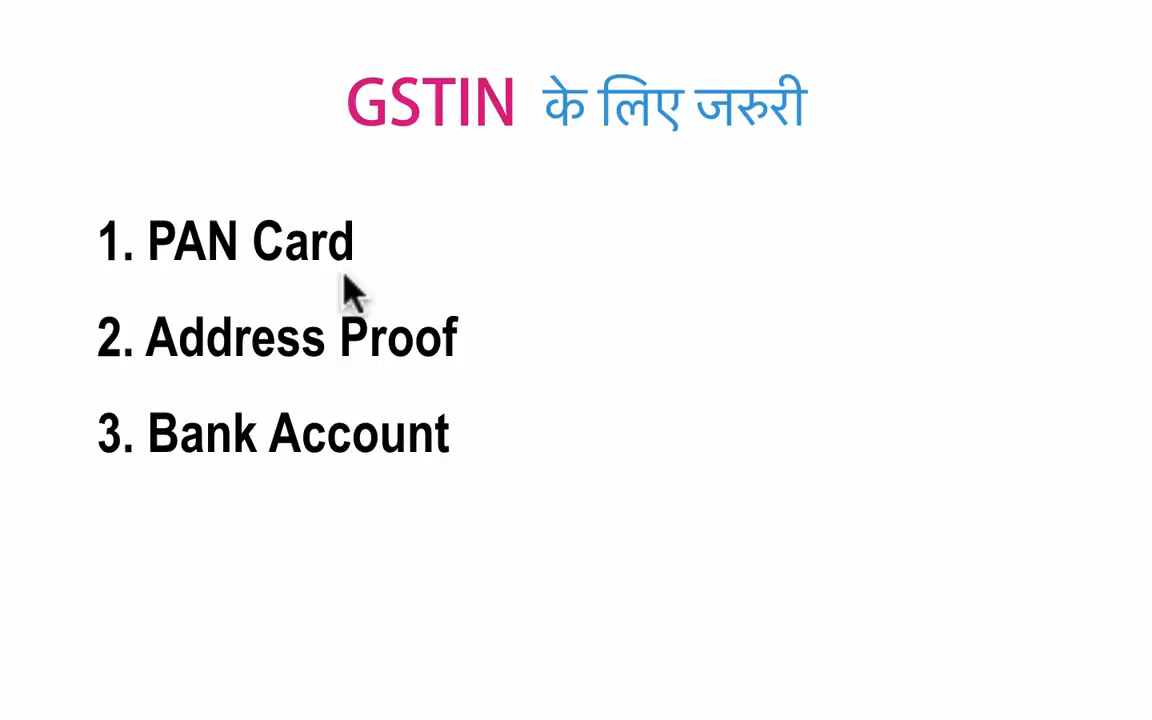 GSTIN के लिए जरुरी
1. PAN Card
2. Address Proof
3. Bank Account